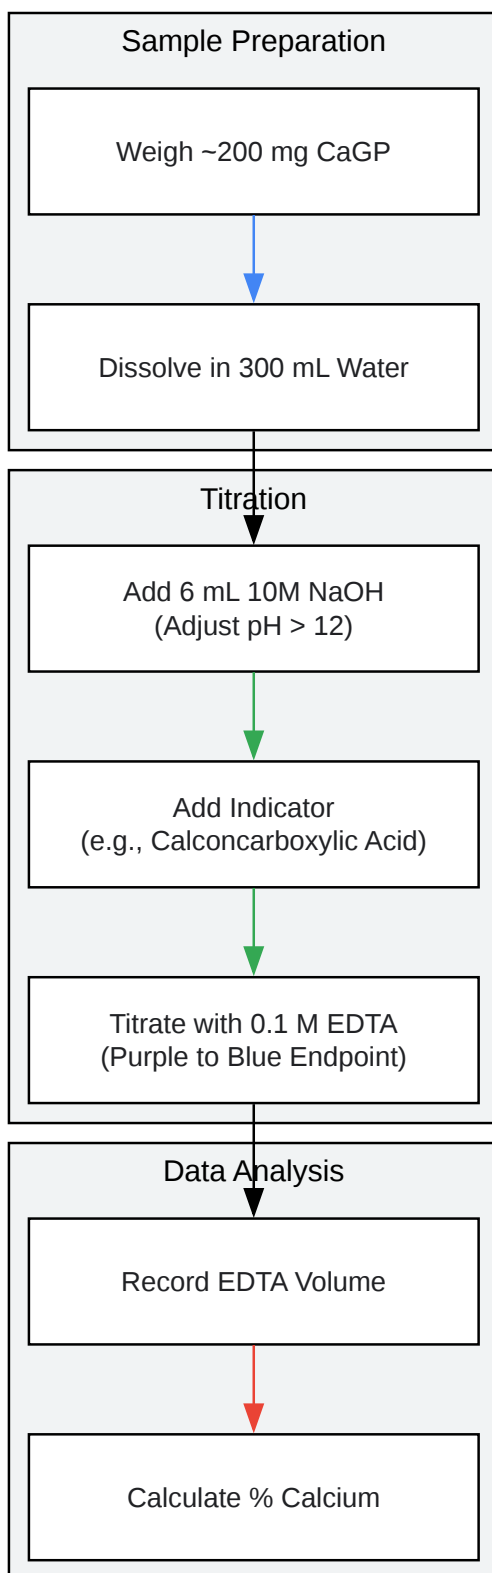 Sample Preparation
Weigh ~200 mg CaGP
Dissolve in 300 mL Water
Titration
Add 6 mL 10M NaOH
(Adjust pH > 12)
Add Indicator
(e.g., Calconcarboxylic Acid)
Titrate with 0.1 M EDTA
(Purple to Blue Endpoint)
Data Analysis
Record EDTA Volume
Calculate % Calcium